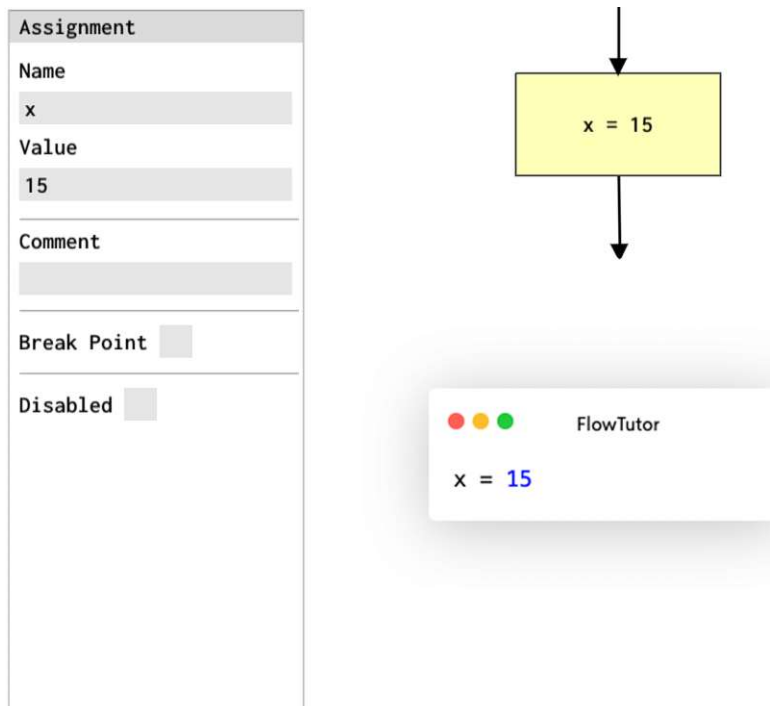 Assignment
Name
x
Value
15
Comment
Break Point
Disabled
x = 15
FlowTutor
x = 15